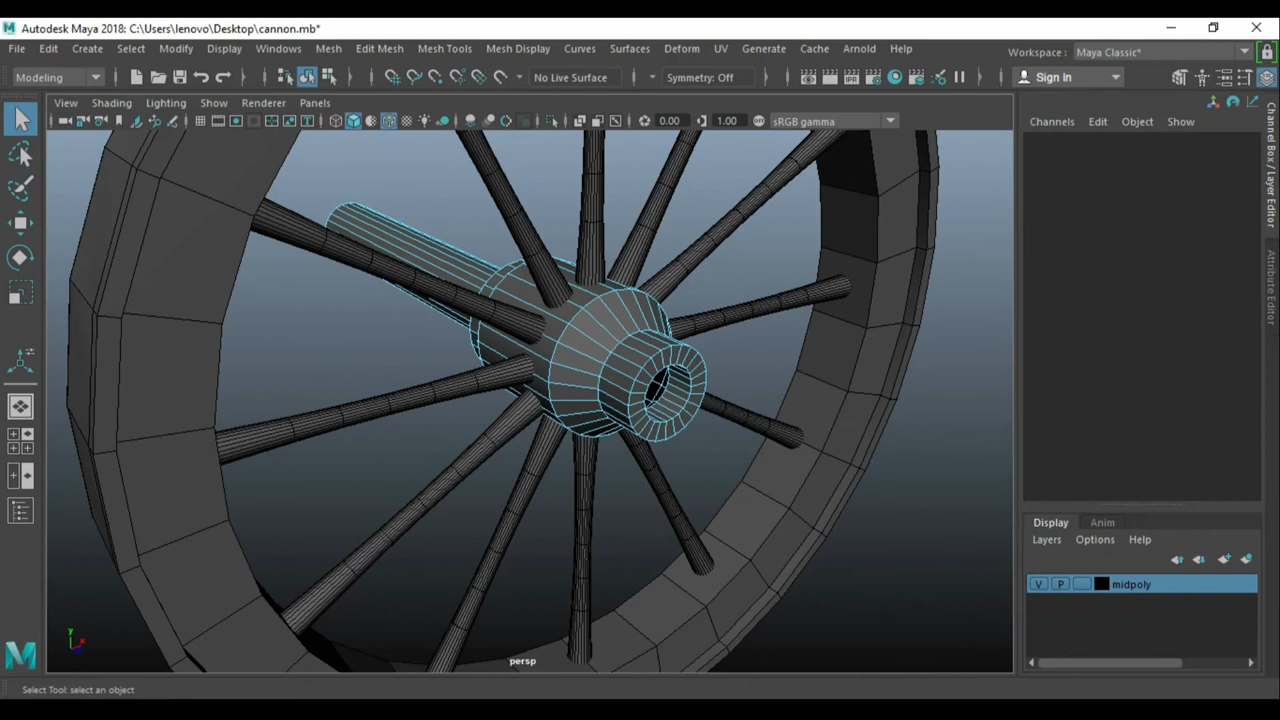 Autodesk Maya 2018: C:\Users\lenovo\Desktop\cannon.mb*
File Edit Create Select Modify Display Windows Mesh Edit Mesh Mesh Tools Mesh Display Curves Surfaces Deform UV Generate Cache Arnold Help
Workspace : Maya Classic*
Modeling No Live Surface Symmetry: Off Sign In
View Shading Lighting Show Renderer Panels
0.00 1.00 sRGB gamma
Channels Edit Object Show
Channel Box / Layer Editor
Attribute Editor
Display Anim
Layers Options Help
V P midpoly
y
x
persp
Select Tool: select an object